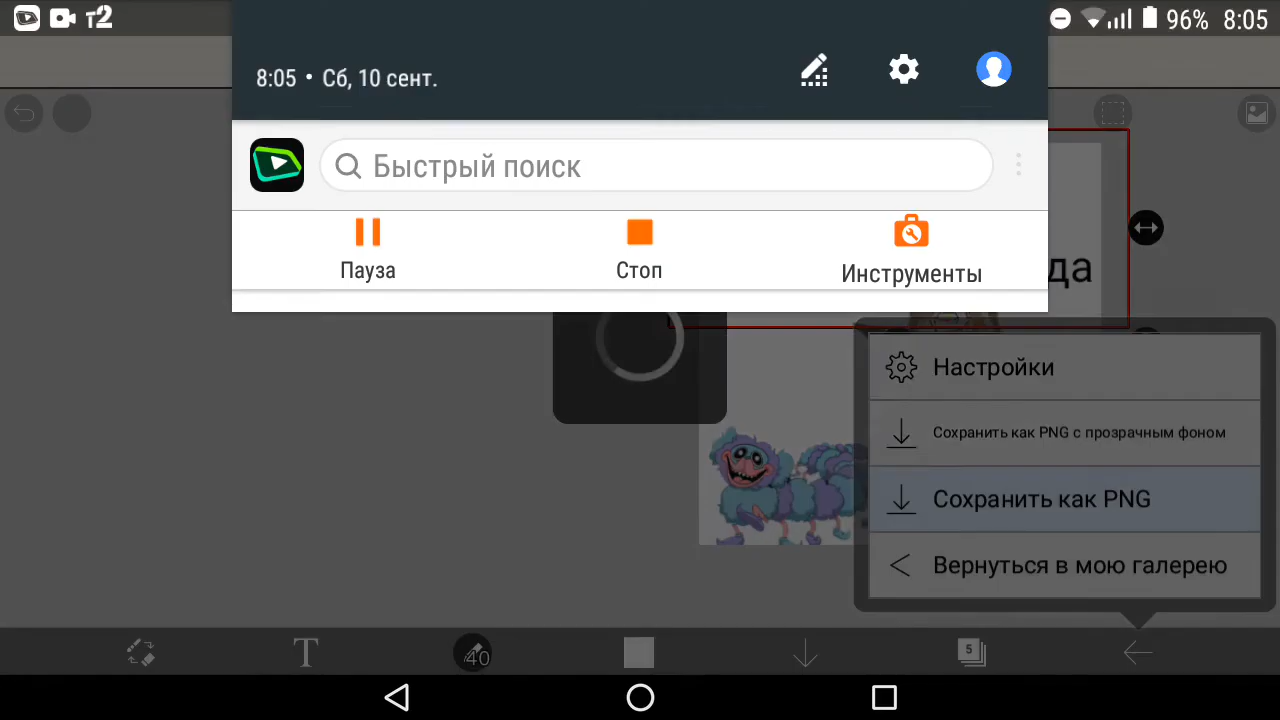 т2
96% 8:05
8:05 • Сб, 10 сент.
Быстрый поиск
Пауза
Стоп
Инструменты
да
Настройки
Сохранить как PNG с прозрачным фоном
Сохранить как PNG
Вернуться в мою галерею
T
40
5